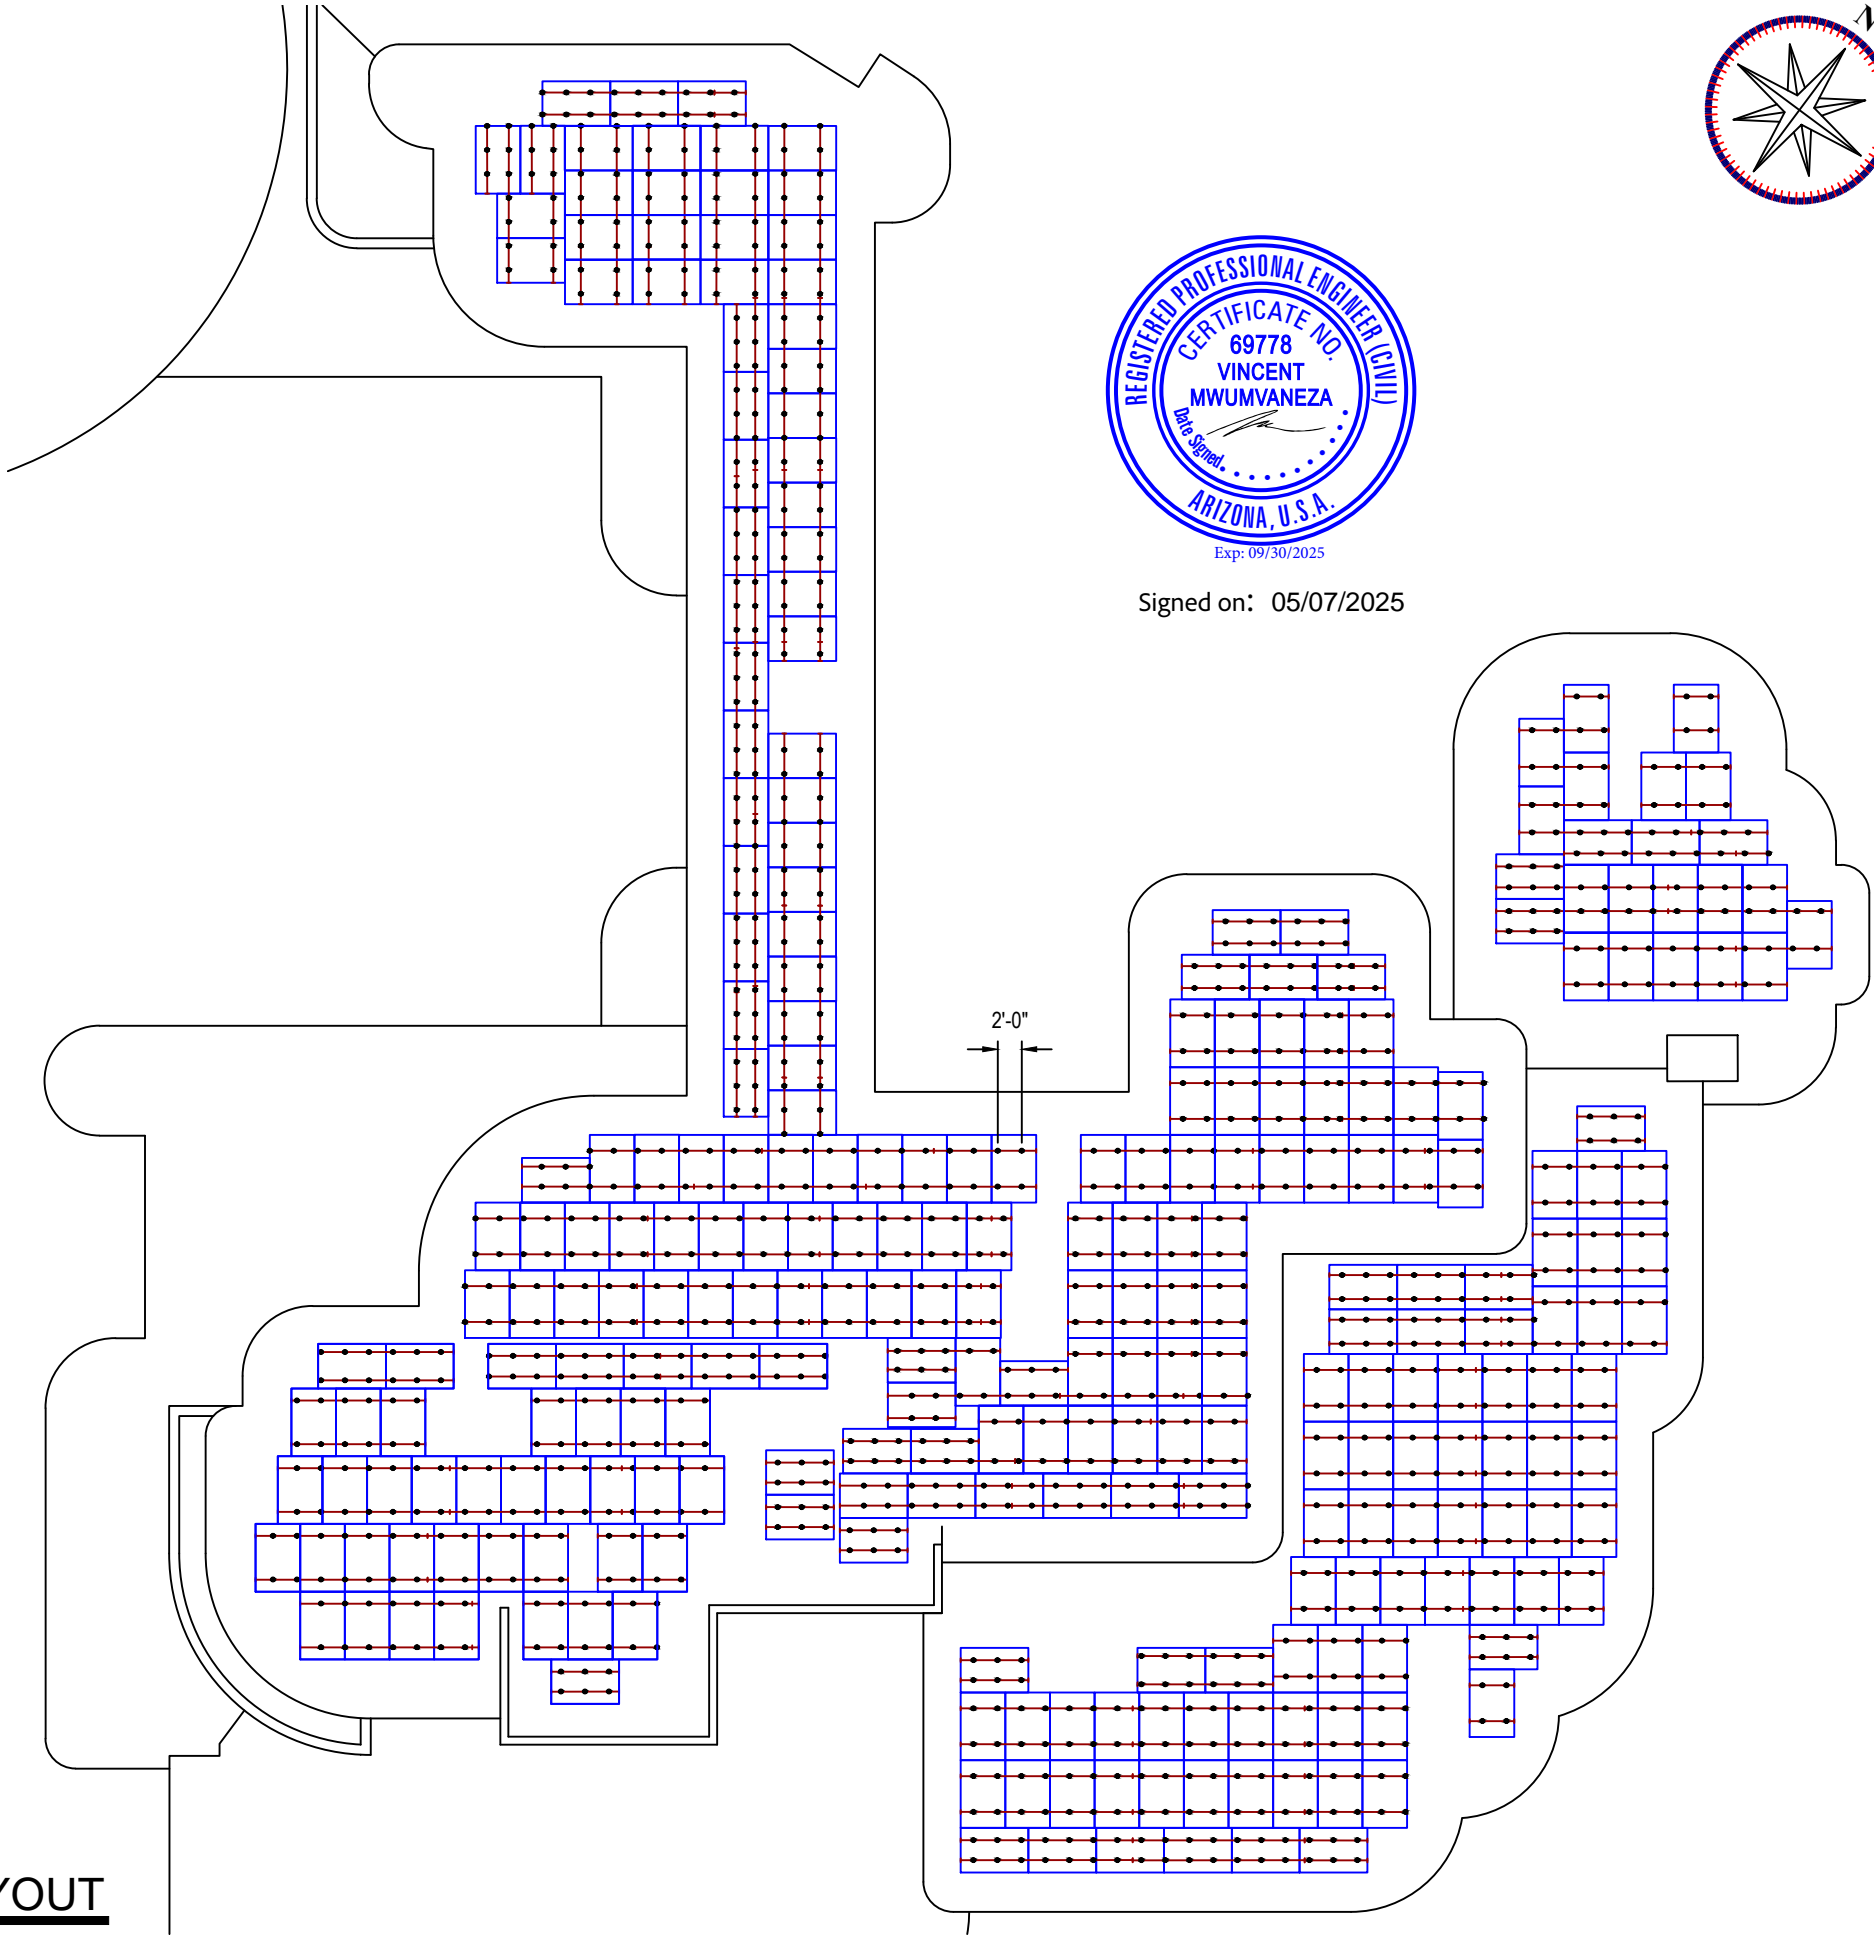 N
REGISTERED PROFESSIONAL ENGINEER (CIVIL)
CERTIFICATE NO.
69778
VINCENT
MWUMVANEZA
Date Signed
ARIZONA, U.S.A.
Exp: 09/30/2025
Signed on: 05/07/2025
2'-0"
YOUT